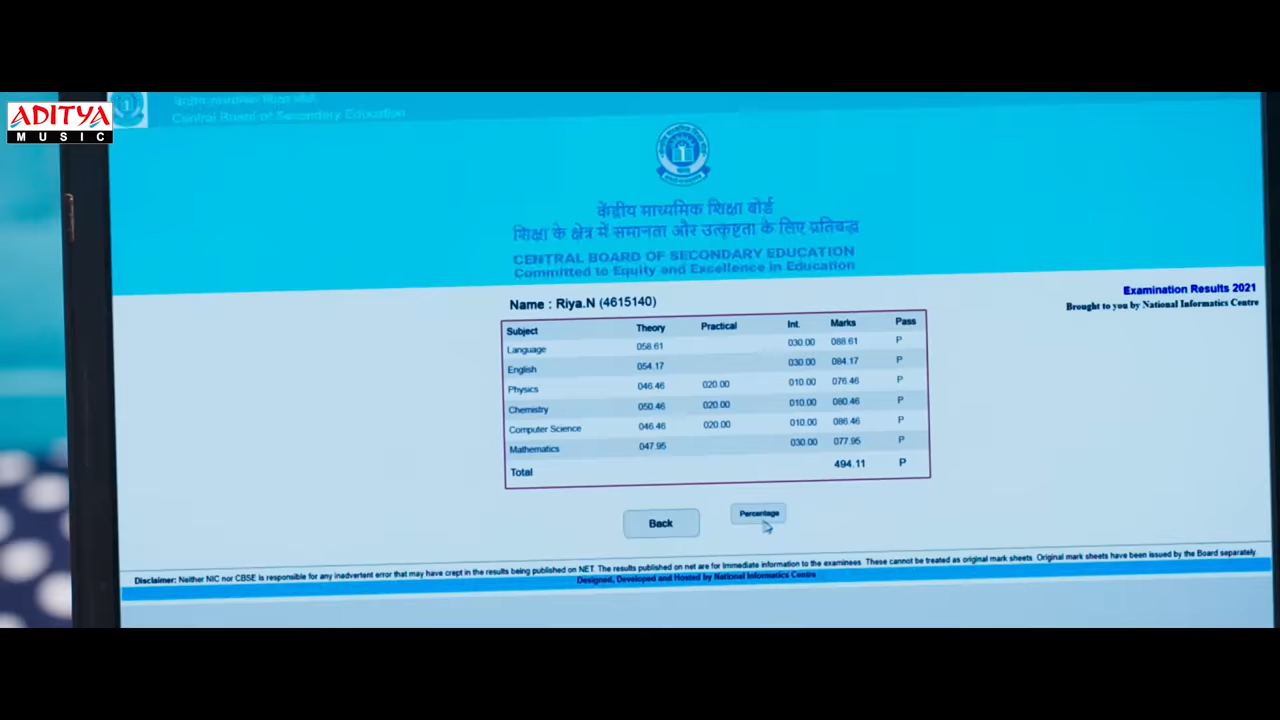 ADITYA
MUSIC
केंद्रीय माध्यमिक शिक्षा बोर्ड
Central Board of Secondary Education
केंद्रीय माध्यमिक शिक्षा बोर्ड
शिक्षा के क्षेत्र में समानता और उत्कृष्टता के लिए प्रतिबद्ध
CENTRAL BOARD OF SECONDARY EDUCATION
Committed to Equity and Excellence in Education
Examination Results 2021
Brought to you by National Informatics Centre
Name : Riya.N (4615140)
Subject Theory Practical Int. Marks Pass
Language 058.61 030.00 088.61 P
English 054.17 030.00 084.17 P
Physics 046.46 020.00 010.00 076.46 P
Chemistry 050.46 020.00 010.00 080.46 P
Computer Science 046.46 020.00 010.00 086.46 P
Mathematics 047.95 030.00 077.95 P
Total 494.11 P
Back Percentage
Disclaimer: Neither NIC nor CBSE is responsible for any inadvertent error that may have crept in the results being published on NET. The results published on net are for Immediate information to the examinees. These cannot be treated as original mark sheets. Original mark sheets have been issued by the Board separately.
Designed, Developed and Hosted by National Informatics Centre